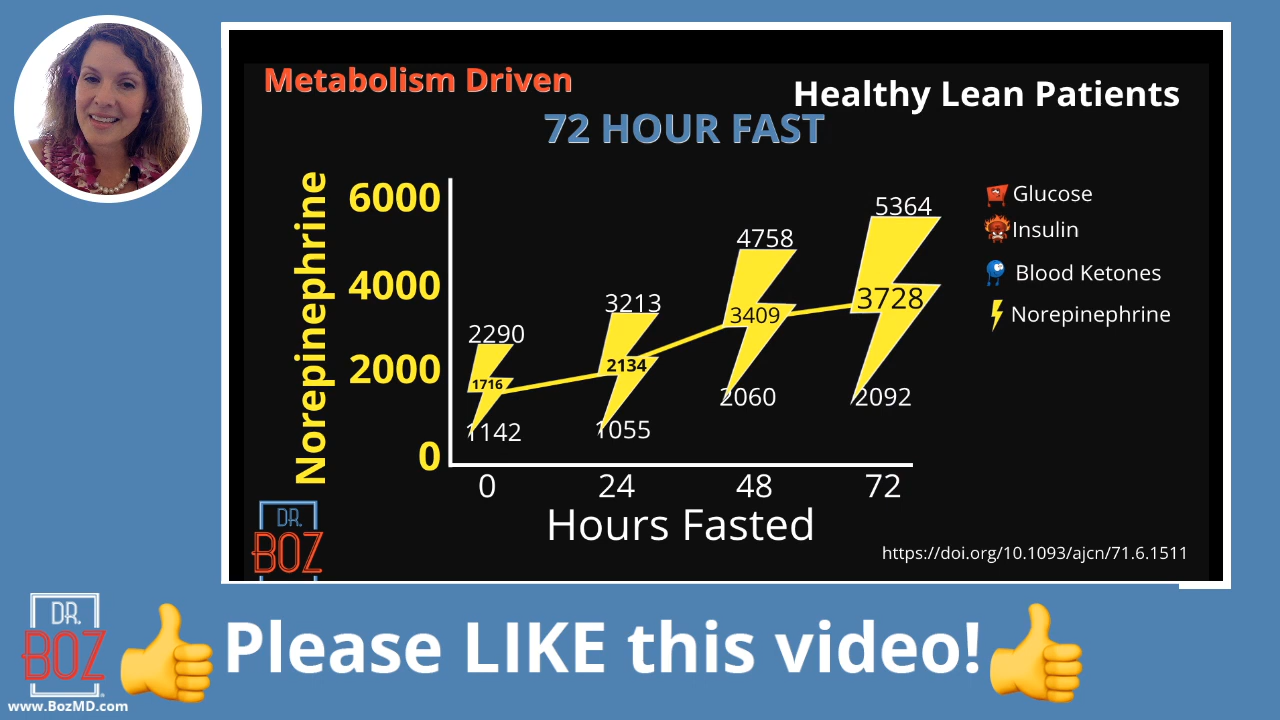 Metabolism Driven
Healthy Lean Patients
72 HOUR FAST
Norepinephrine
6000
4000
2000
0
2290
1716
1142
3213
2134
1055
4758
3409
2060
5364
3728
2092
0 24 48 72
Hours Fasted
Glucose
Insulin
Blood Ketones
Norepinephrine
https://doi.org/10.1093/ajcn/71.6.1511
DR.
BOZ
Please LIKE this video!
DR.
BOZ
www.BozMD.com